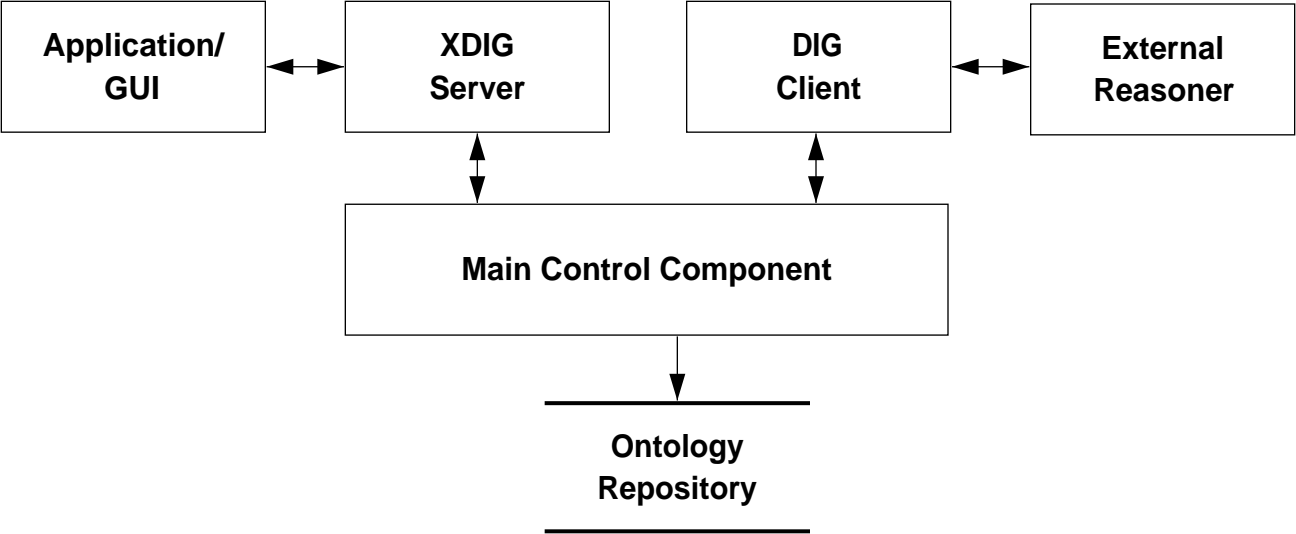 Application/
GUI
XDIG
Server
DIG
Client
External
Reasoner
Main Control Component
Ontology
Repository